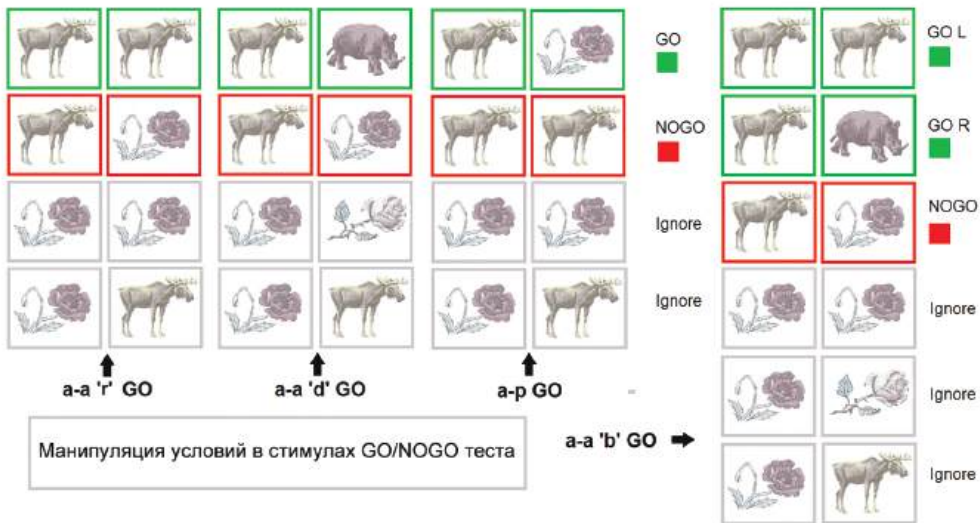 GO
NOGO
Ignore
Ignore
a-a 'r' GO
a-a 'd' GO
a-p GO
Манипуляция условий в стимулах GO/NOGO теста
a-a 'b' GO
GO L
GO R
NOGO
Ignore
Ignore
Ignore